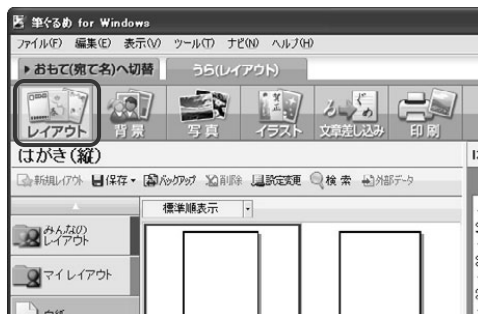 筆ぐるめ for Windows
ファイル(F) 編集(E) 表示(V) ツール(T) ナビ(N) ヘルプ(H)
おもて(宛て名)へ切替 うら(レイアウト)
レイアウト 背景 写真 イラスト 文章差し込み 印刷
はがき(縦)
新規レイアウト 保存 バックアップ 削除 設定変更 検索 外部データ
標準順表示
みんなの
レイアウト
マイレイアウト